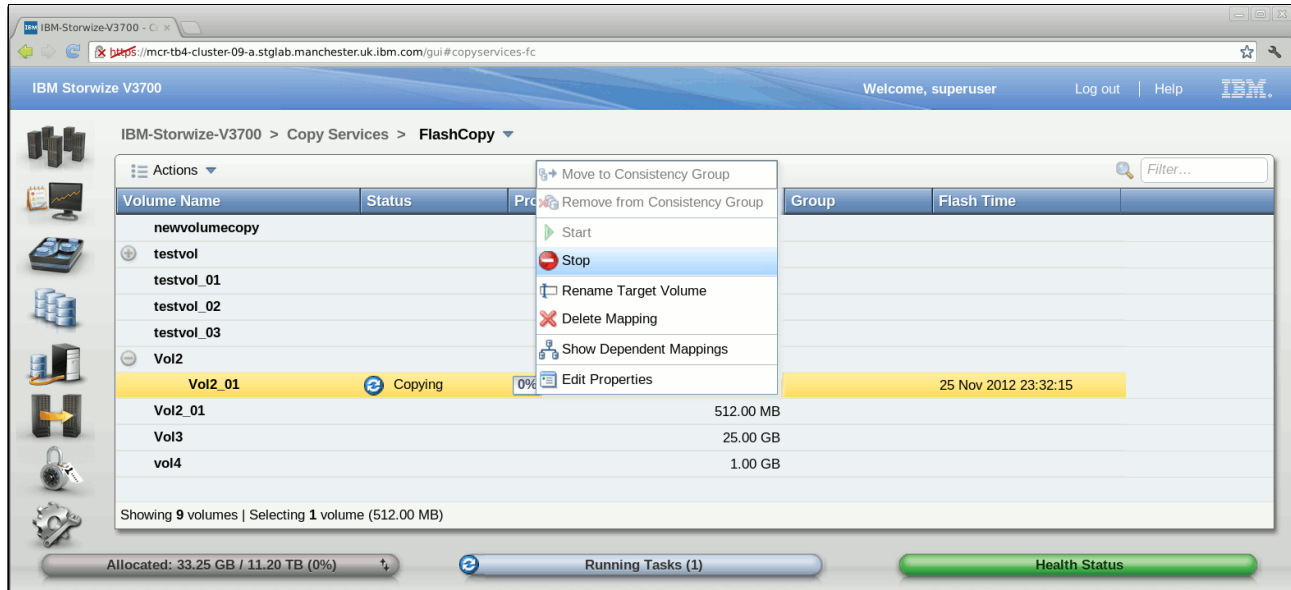 IBM-Storwize-V3700 - C
https://mcr-tb4-cluster-09-a.stglab.manchester.uk.ibm.com/gui#copyservices-fc
IBM Storwize V3700
Welcome, superuser
Log out | Help
IBM.
IBM-Storwize-V3700 > Copy Services > FlashCopy
Actions
Filter...
Volume Name Status Pro Group Flash Time
Move to Consistency Group
Remove from Consistency Group
Start
Stop
Rename Target Volume
Delete Mapping
Show Dependent Mappings
Edit Properties
newvolumecopy
testvol
testvol_01
testvol_02
testvol_03
Vol2
Vol2_01 Copying 0% 25 Nov 2012 23:32:15
Vol2_01 512.00 MB
Vol3 25.00 GB
vol4 1.00 GB
Showing 9 volumes | Selecting 1 volume (512.00 MB)
Allocated: 33.25 GB / 11.20 TB (0%)
Running Tasks (1)
Health Status